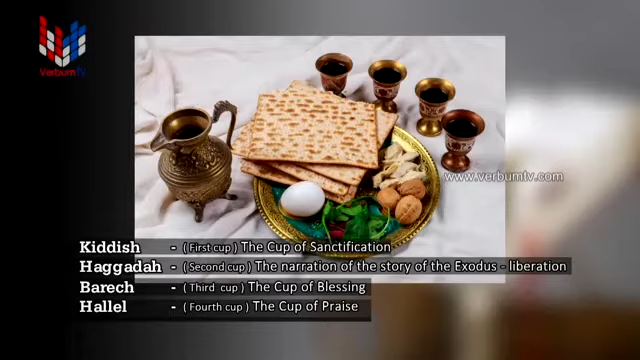 VerbumTv
www.verbumtv.com
Kiddish - ( First cup ) The Cup of Sanctification
Haggadah - ( Second cup ) The narration of the story of the Exodus - liberation
Barech - ( Third cup ) The Cup of Blessing
Hallel - ( Fourth cup ) The Cup of Praise